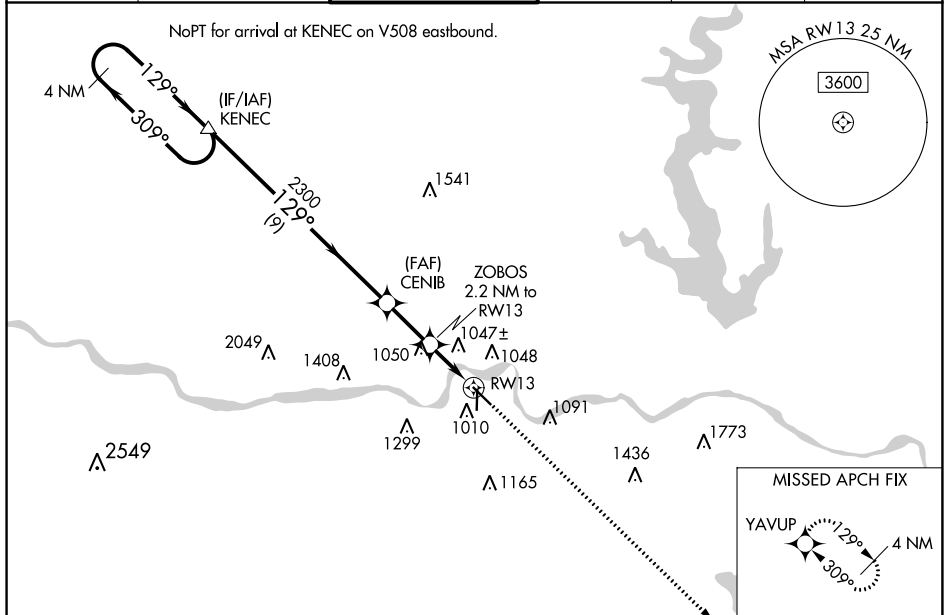 NoPT for arrival at KENEC on V508 eastbound.
MSA RW13 25 NM
3600
4 NM
129°
309°
(IF/IAF)
KENEC
2300
129°
(9)
1541
(FAF)
CENIB
ZOBOS
2.2 NM to
RW13
2049
1408
1050
1047±
1048
RW13
1010
1091
1299
1773
2549
1436
1165
MISSED APCH FIX
YAVUP
129°
4 NM
309°